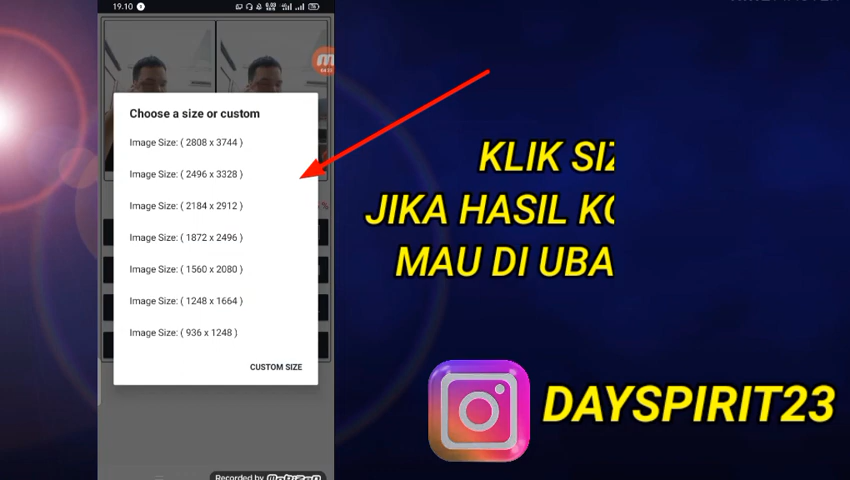 19.10
Choose a size or custom
Image Size: ( 2808 x 3744 )
Image Size: ( 2496 x 3328 )
Image Size: ( 2184 x 2912 )
Image Size: ( 1872 x 2496 )
Image Size: ( 1560 x 2080 )
Image Size: ( 1248 x 1664 )
Image Size: ( 936 x 1248 )
CUSTOM SIZE
Recorded by
KLIK SIZ
JIKA HASIL KO
MAU DI UBA
DAYSPIRIT23